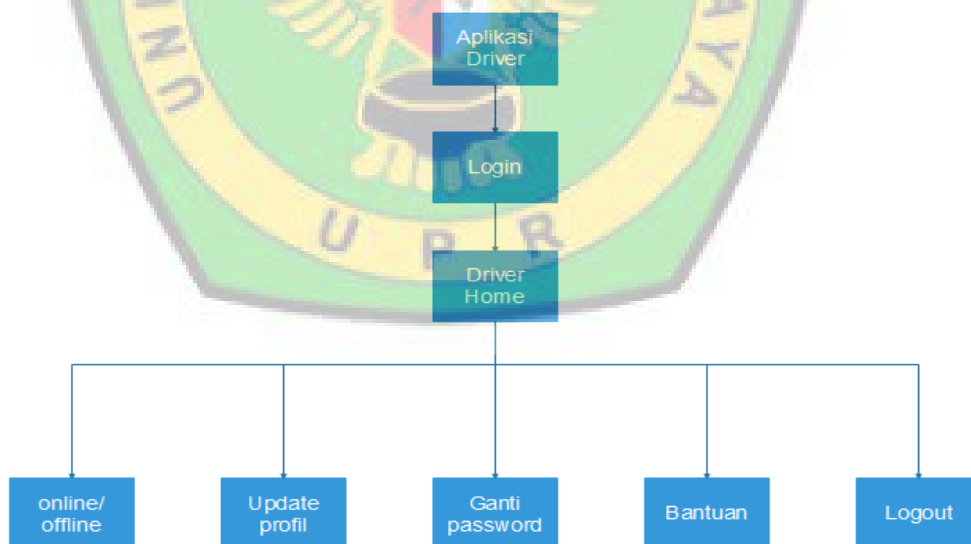 Aplikasi
Driver
Login
U P R
Driver
Home
online/
offline
Update
profil
Ganti
password
Bantuan
Logout